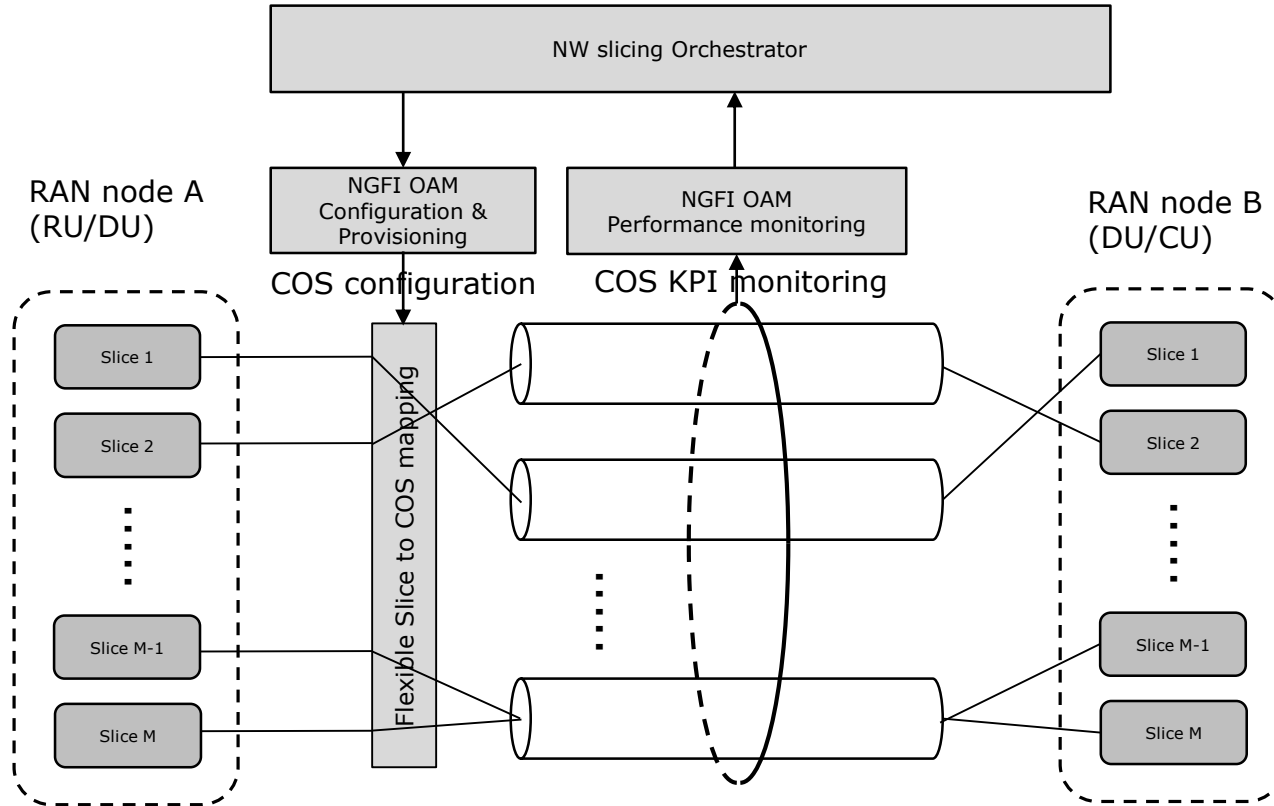 NW slicing Orchestrator
NGFI OAM
Configuration &
Provisioning
NGFI OAM
Performance monitoring
RAN node A
(RU/DU)
RAN node B
(DU/CU)
COS configuration
COS KPI monitoring
Slice 1
Slice 2
Slice M-1
Slice M
Flexible Slice to COS mapping
Slice 1
Slice 2
Slice M-1
Slice M